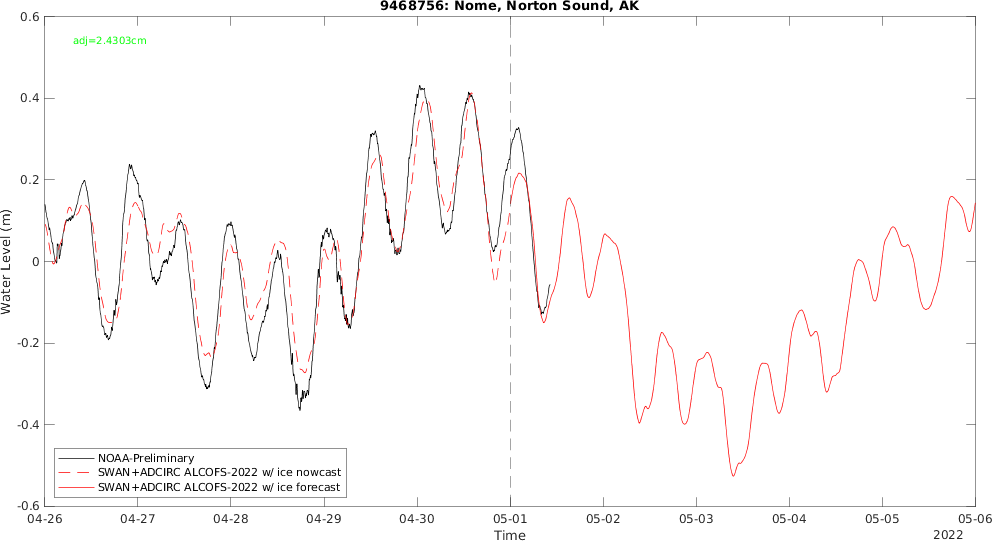 9468756: Nome, Norton Sound, AK
adj=2.4303cm
0.6
0.4
0.2
0
-0.2
-0.4
-0.6
Water Level (m)
NOAA-Preliminary
SWAN+ADCIRC ALCOFS-2022 w/ ice nowcast
SWAN+ADCIRC ALCOFS-2022 w/ ice forecast
04-26 04-27 04-28 04-29 04-30 05-01 05-02 05-03 05-04 05-05 05-06
Time
2022